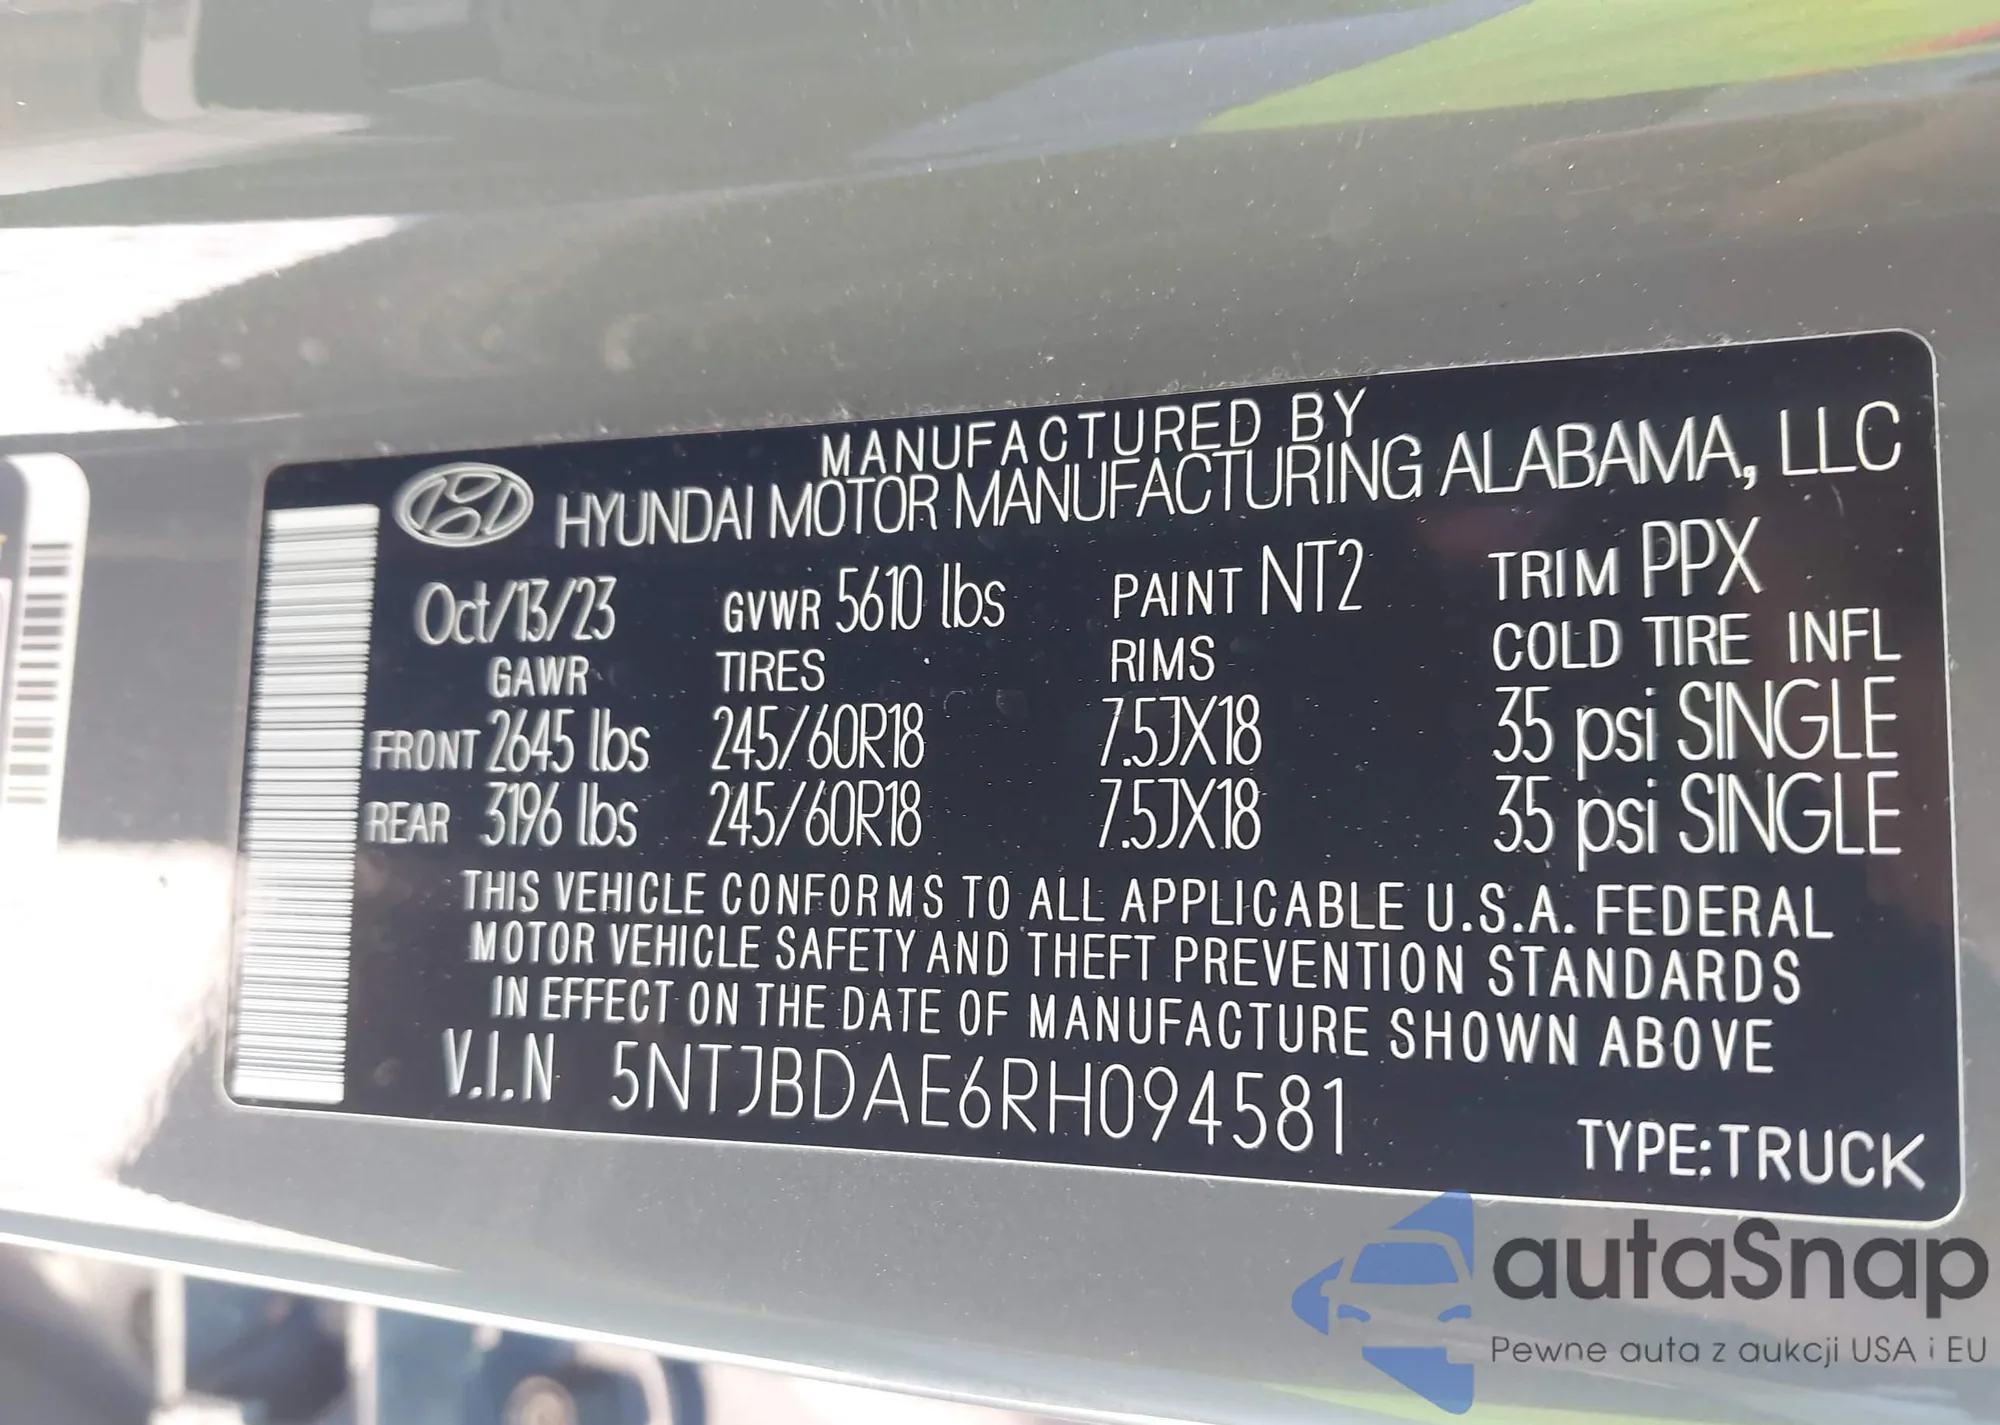 MANUFACTURED BY
HYUNDAI MOTOR MANUFACTURING ALABAMA, LLC
Oct/13/23 GVWR 5610 lbs PAINT NT2 TRIM PPX
GAWR TIRES RIMS COLD TIRE INFL
FRONT 2645 lbs 245/60R18 7.5JX18 35 psi SINGLE
REAR 3196 lbs 245/60R18 7.5JX18 35 psi SINGLE
THIS VEHICLE CONFORMS TO ALL APPLICABLE U.S.A. FEDERAL
MOTOR VEHICLE SAFETY AND THEFT PREVENTION STANDARDS
IN EFFECT ON THE DATE OF MANUFACTURE SHOWN ABOVE
V.I.N 5NTJBDAE6RH094581
TYPE:TRUCK
autaSnap
Pewne auta z aukcji USA i EU